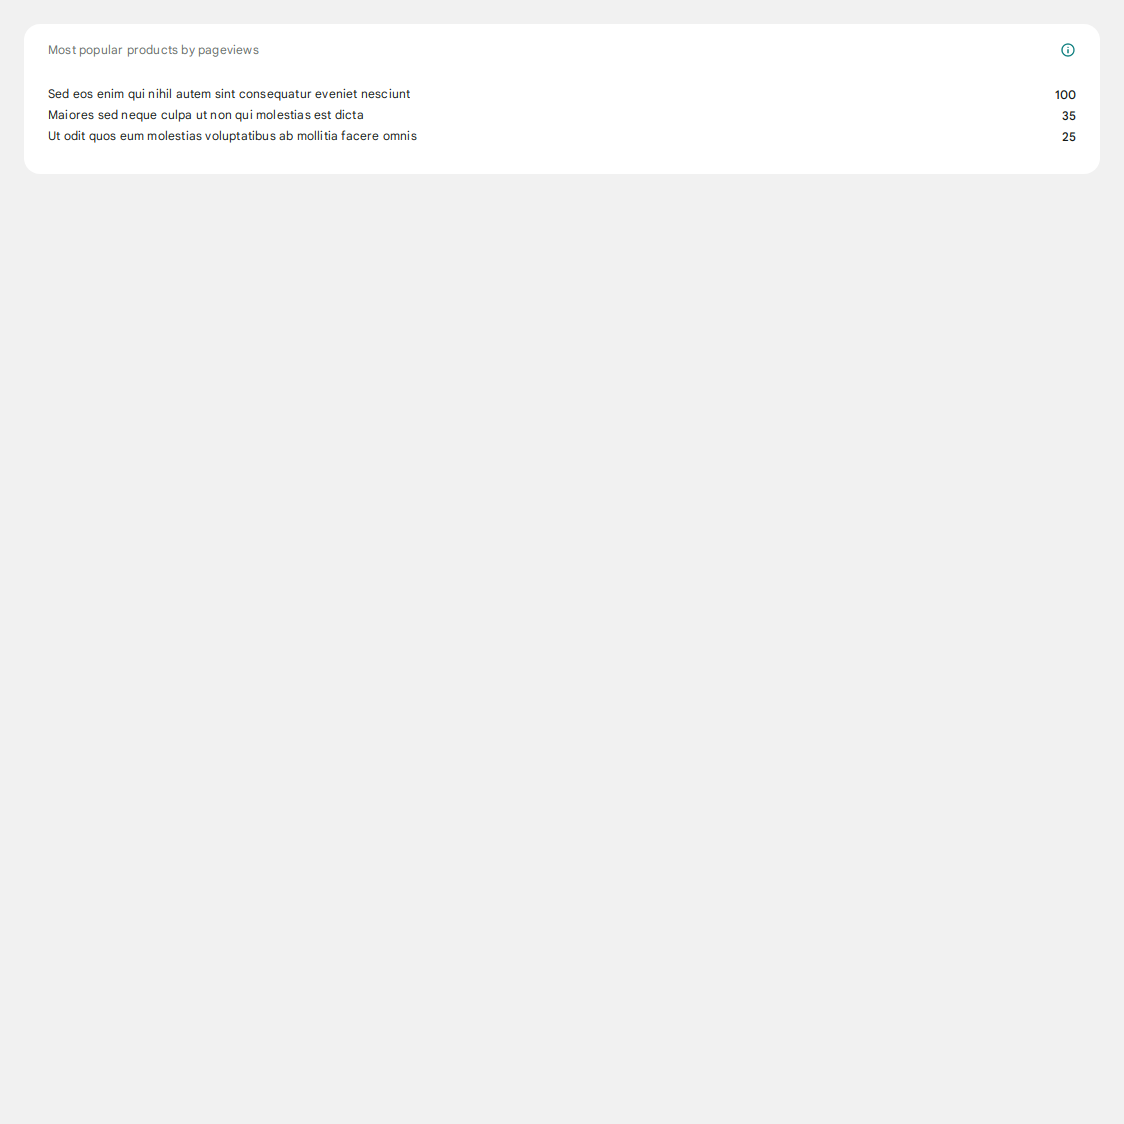 Most popular products by pageviews
Sed eos enim qui nihil autem sint consequatur eveniet nesciunt 100
Maiores sed neque culpa ut non qui molestias est dicta 35
Ut odit quos eum molestias voluptatibus ab mollitia facere omnis 25